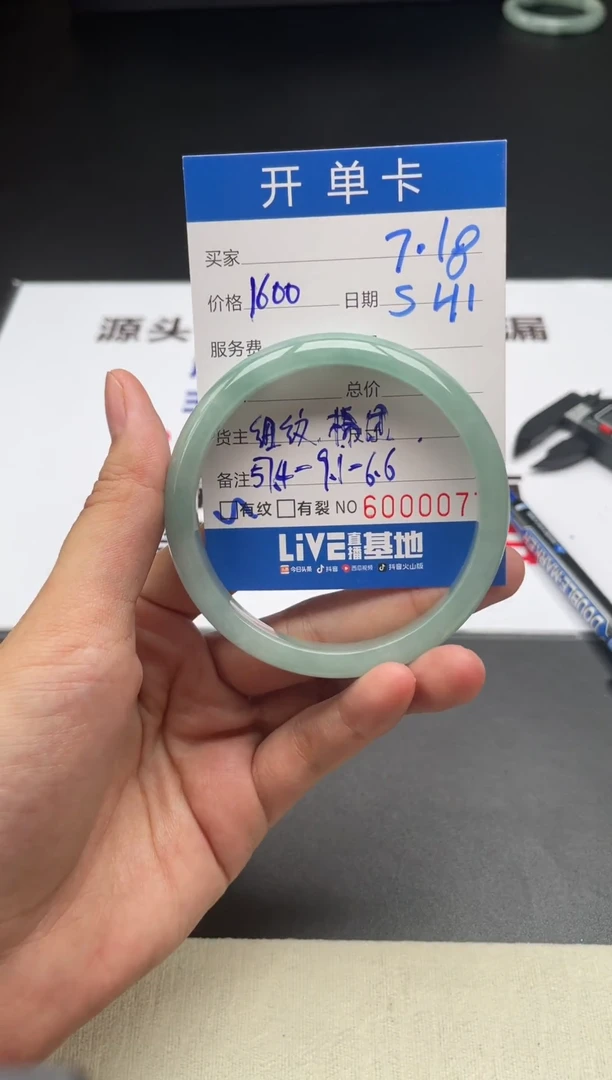 开单卡
买家 7.18
价格 1600 日期 S 41
服务费
总价
货主 细纹.
备注 57.4-9.1-6.6
有纹 有裂 NO 600007
LiVE直播基地
今日头条 抖音 西瓜视频 抖音火山版
源头 漏